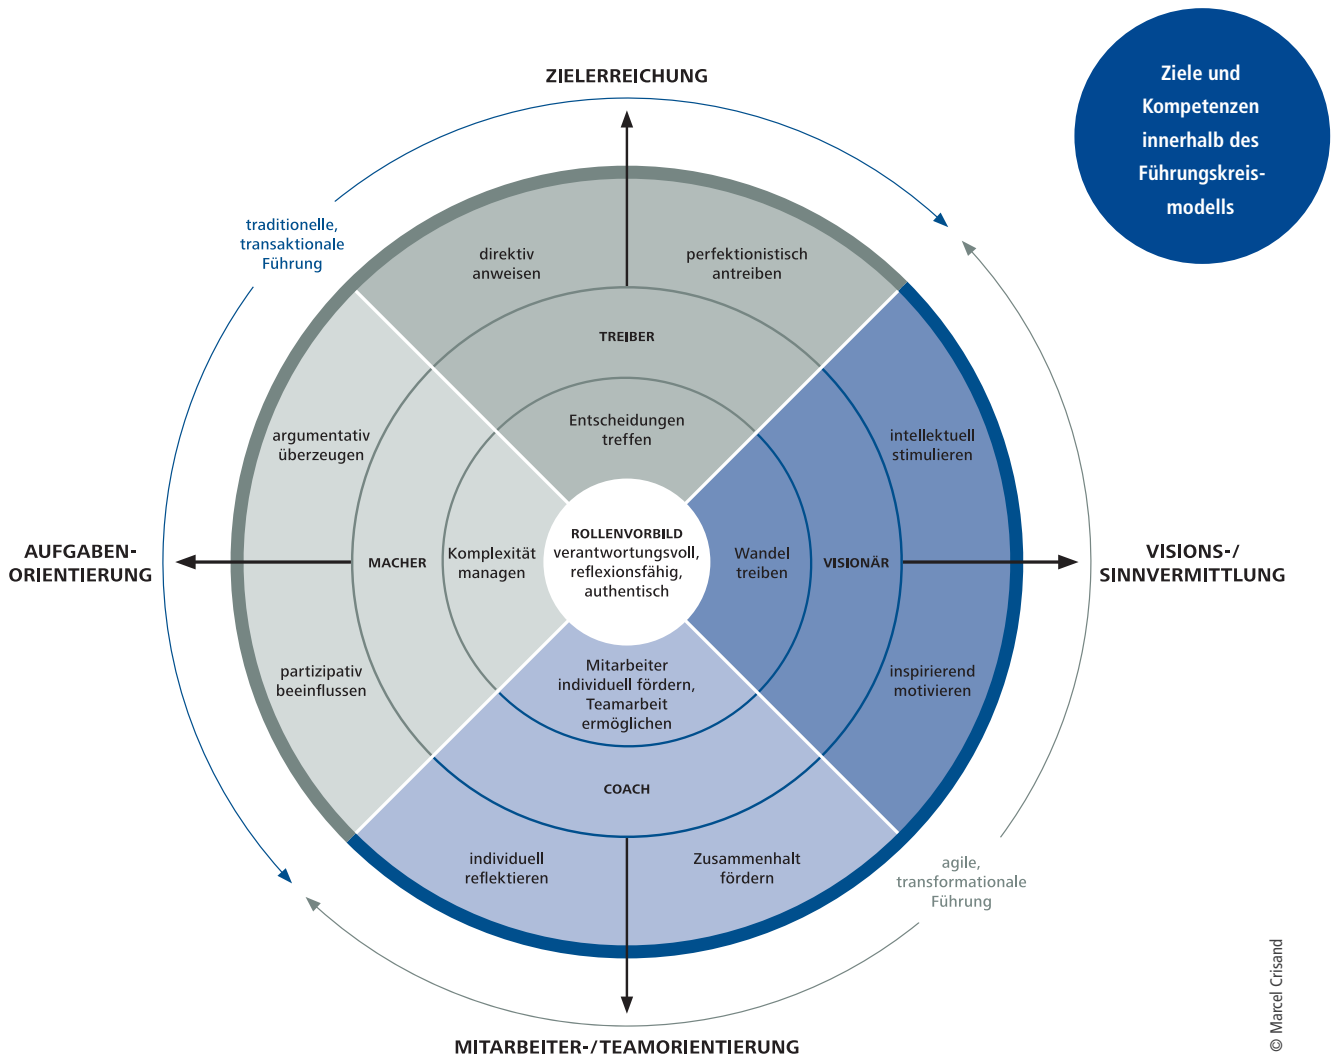 Ziele und
Kompetenzen
innerhalb des
Führungskreis-
modells
ZIELERREICHUNG
traditionelle,
transaktionale
Führung
direktiv
anweisen
perfektionistisch
antreiben
TREIBER
Entscheidungen
treffen
argumentativ
überzeugen
intellektuell
stimulieren
AUFGABEN-
ORIENTIERUNG
MACHER
Komplexität
managen
ROLLENVORBILD
verantwortungsvoll,
reflexionsfähig,
authentisch
Wandel
treiben
VISIONÄR
VISIONS-/
SINNVERMITTLUNG
partizipativ
beeinflussen
Mitarbeiter
individuell fördern,
Teamarbeit
ermöglichen
inspirierend
motivieren
COACH
individuell
reflektieren
Zusammenhalt
fördern
agile,
transformationale
Führung
MITARBEITER-/TEAMORIENTIERUNG
© Marcel Crisand